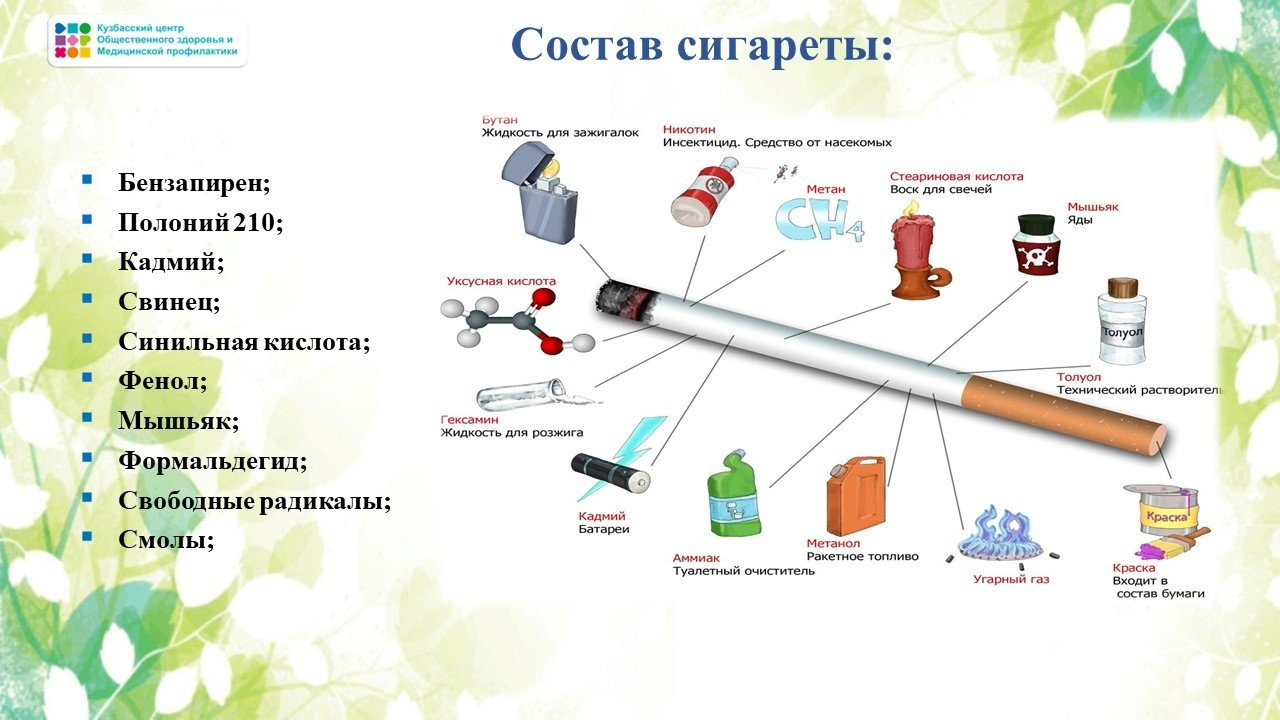 Кузбасский центр
Общественного здоровья и
Медицинской профилактики
Состав сигареты:
Бензапирен;
Полоний 210;
Кадмий;
Свинец;
Синильная кислота;
Фенол;
Мышьяк;
Формальдегид;
Свободные радикалы;
Смолы;
Бутан
Жидкость для зажигалок
Никотин
Инсектицид. Средство от насекомых
Метан
CH4
Стеариновая кислота
Воск для свечей
Мышьяк
Яды
Уксусная кислота
Толуол
Толуол
Технический растворитель
Гексамин
Жидкость для розжига
Кадмий
Батареи
Аммиак
Туалетный очиститель
Метанол
Ракетное топливо
Угарный газ
Краска
Краска
Входит в
состав бумаги